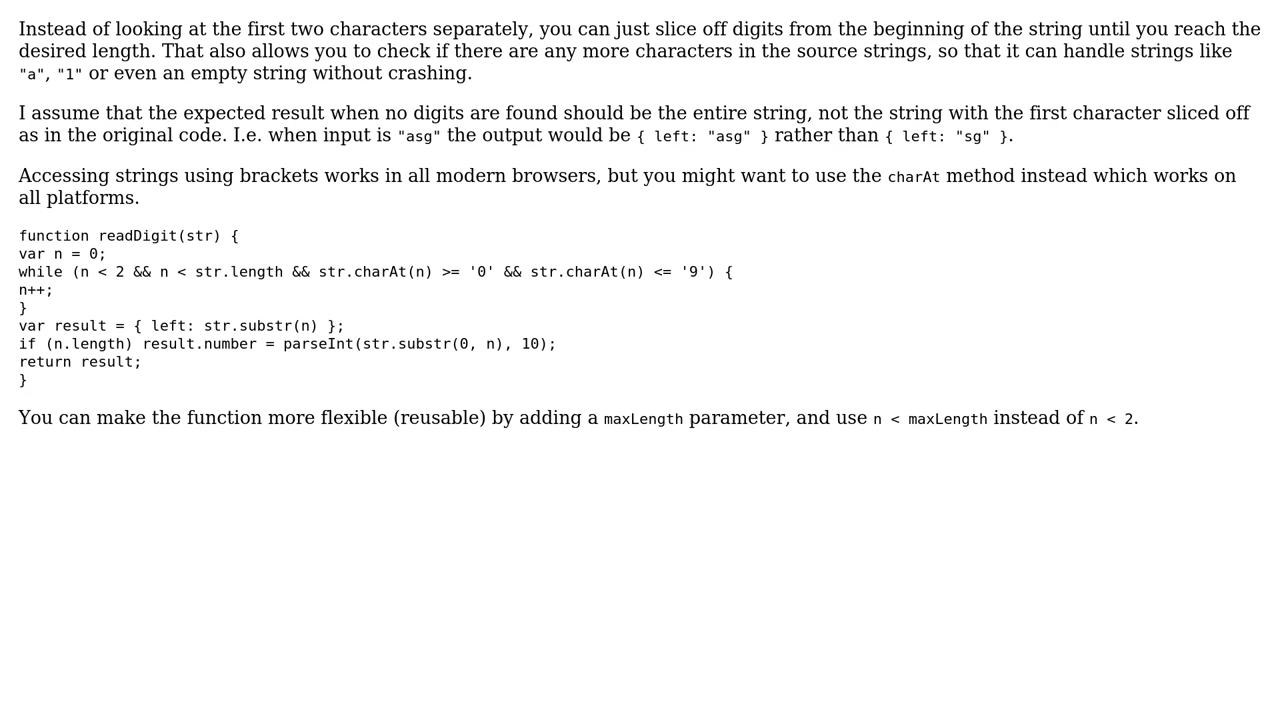 Instead of looking at the first two characters separately, you can just slice off digits from the beginning of the string until you reach the
desired length. That also allows you to check if there are any more characters in the source strings, so that it can handle strings like
"a", "1" or even an empty string without crashing.
I assume that the expected result when no digits are found should be the entire string, not the string with the first character sliced off
as in the original code. I.e. when input is "asg" the output would be { left: "asg" } rather than { left: "sg" }.
Accessing strings using brackets works in all modern browsers, but you might want to use the charAt method instead which works on
all platforms.
function readDigit(str) {
var n = 0;
while (n < 2 && n < str.length && str.charAt(n) >= '0' && str.charAt(n) <= '9') {
n++;
}
var result = { left: str.substr(n) };
if (n.length) result.number = parseInt(str.substr(0, n), 10);
return result;
}
You can make the function more flexible (reusable) by adding a maxLength parameter, and use n < maxLength instead of n < 2.